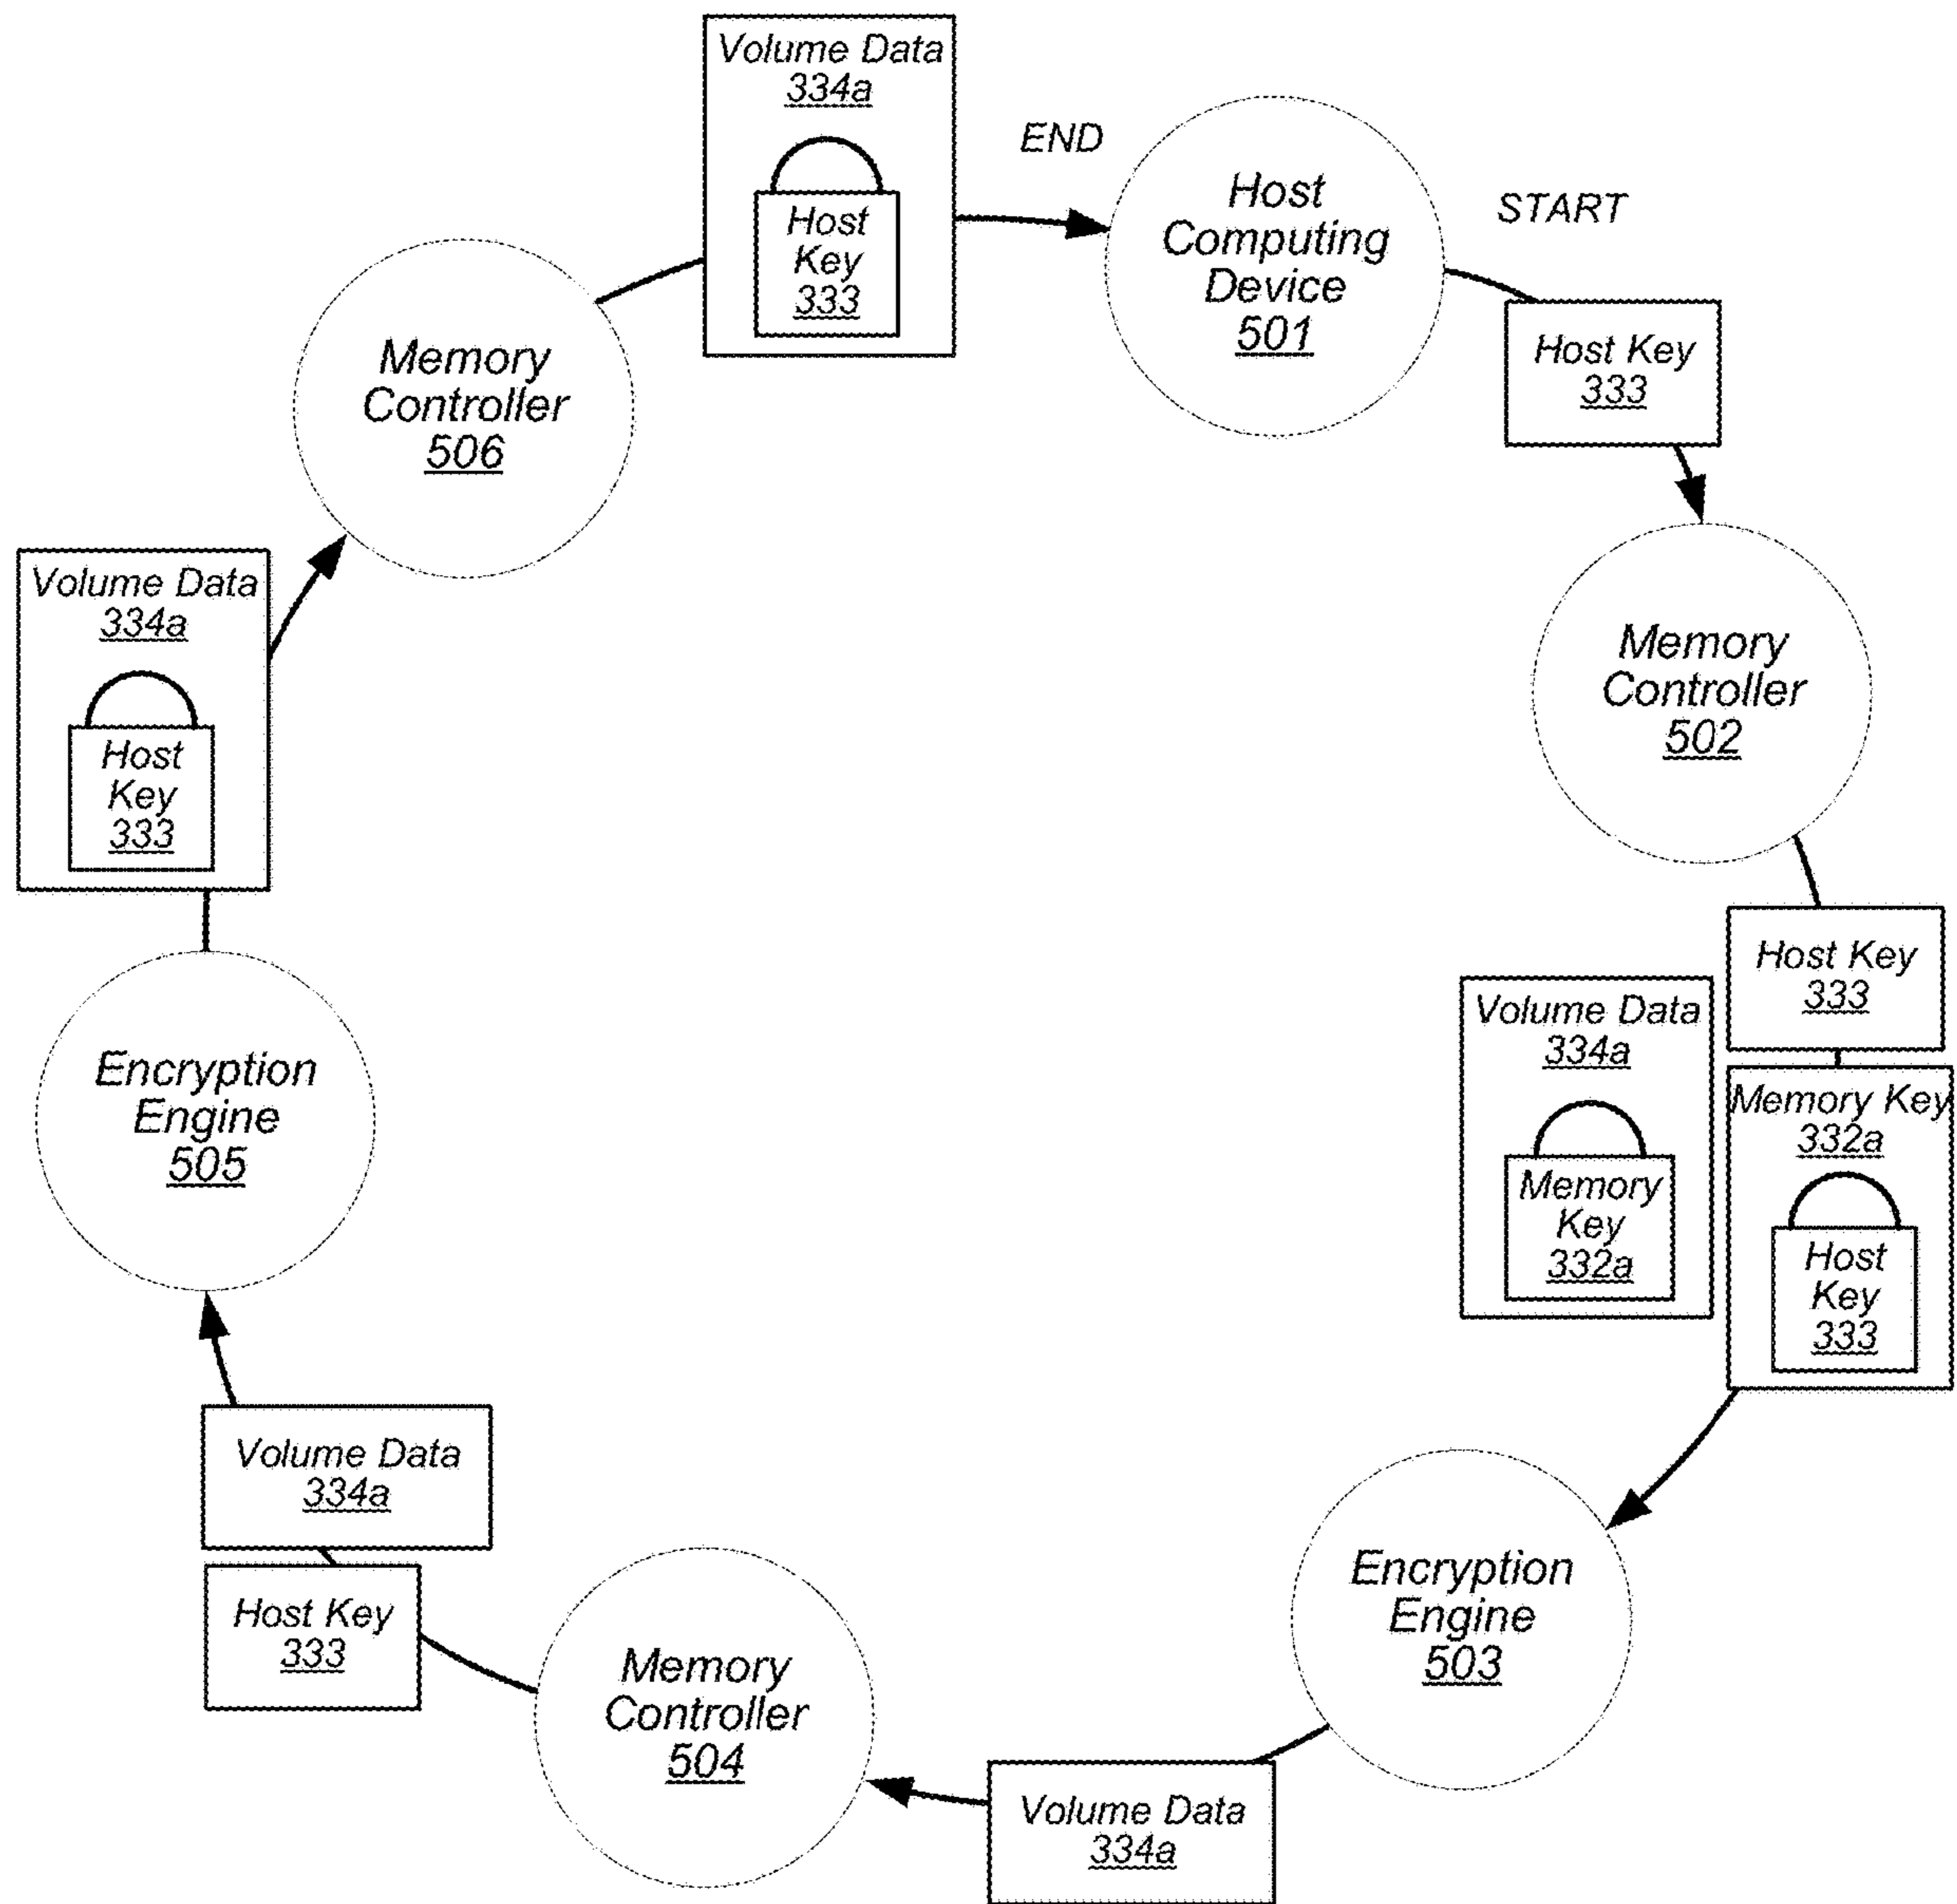 Volume Data
334a
Host
Key
333
END
Host
Computing
Device
501
START
Host Key
333
Memory
Controller
502
Host Key
333
Volume Data
334a
Memory
Key
332a
Memory Key
332a
Host
Key
333
Encryption
Engine
503
Volume Data
334a
Memory
Controller
504
Host Key
333
Volume Data
334a
Encryption
Engine
505
Volume Data
334a
Host
Key
333
Memory
Controller
506